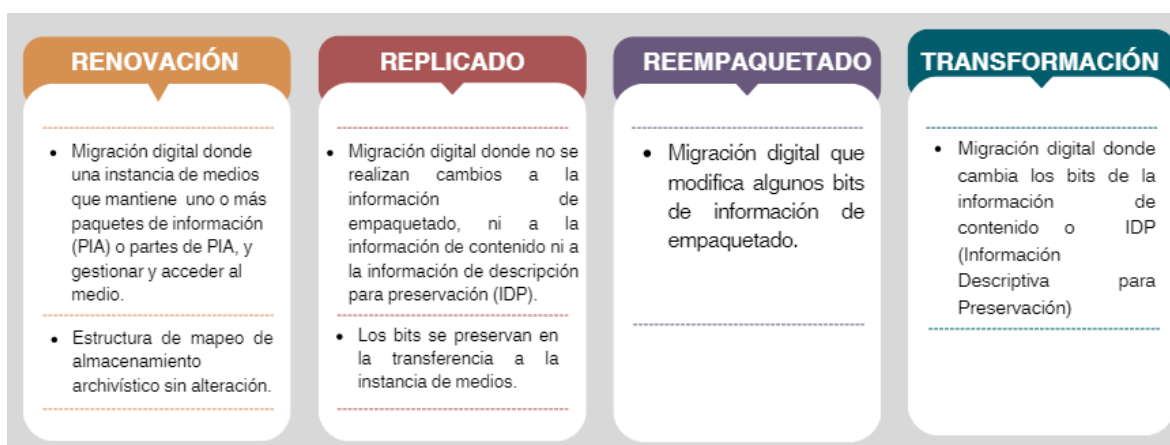 RENOVACIÓN
• Migración digital donde
una instancia de medios
que mantiene uno o más
paquetes de información
(PIA) o partes de PIA, y
gestionar y acceder al
medio.
• Estructura de mapeo de
almacenamiento
archivístico sin alteración.
REPLICADO
• Migración digital donde no se
realizan cambios a la
información de
empaquetado, ni a la
información de contenido ni a
la información de descripción
para preservación (IDP).
• Los bits se preservan en
la transferencia a la
instancia de medios.
REEMPAQUETADO
• Migración digital que
modifica algunos bits
de información de
empaquetado.
TRANSFORMACIÓN
• Migración digital donde
cambia los bits de la
información de
contenido o IDP
(Información
Descriptiva para
Preservación)